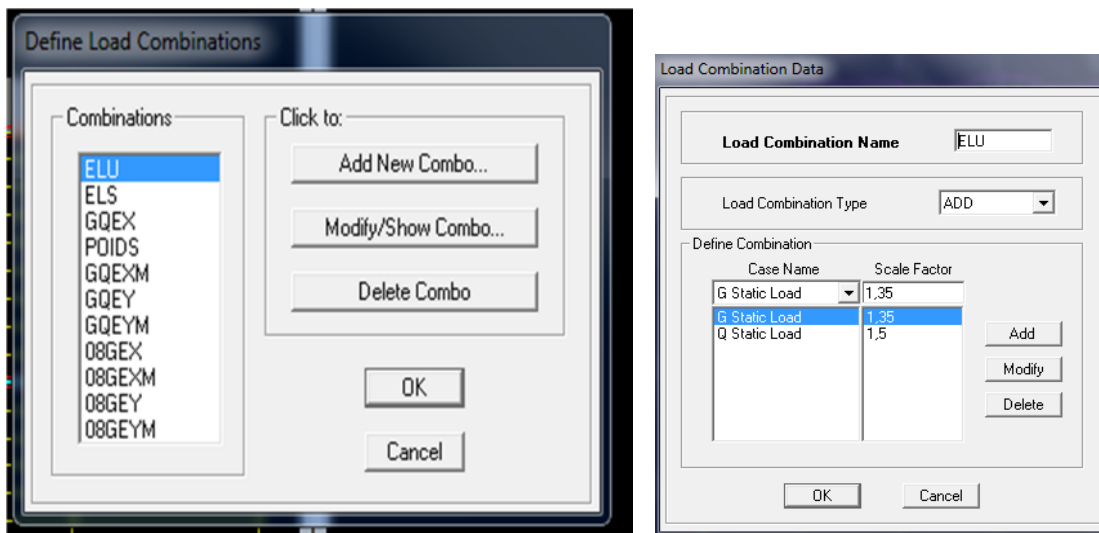 Define Load Combinations
Combinations
ELU
ELS
GQEX
POIDS
GQEXM
GQEY
GQEYM
08GEX
08GEXM
08GEY
08GEYM
Click to:
Add New Combo...
Modify/Show Combo...
Delete Combo
OK
Cancel
Load Combination Data
Load Combination Name ELU
Load Combination Type ADD
Define Combination
Case Name Scale Factor
G Static Load 1,35
G Static Load 1,35
Q Static Load 1,5
Add
Modify
Delete
OK Cancel